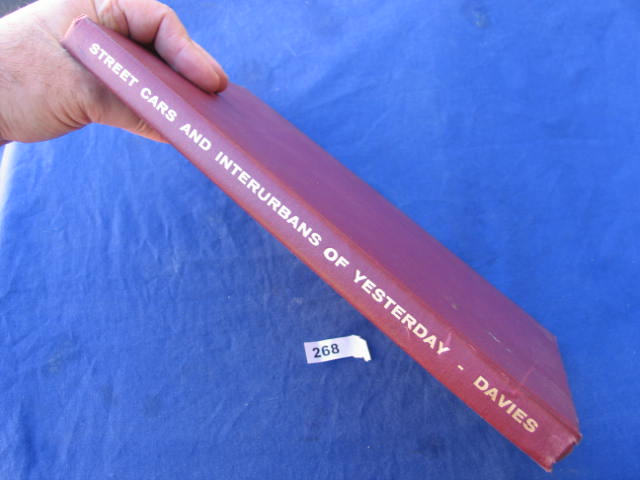 STREET CARS AND INTERURBANS OF YESTERDAY - DAVIES
268